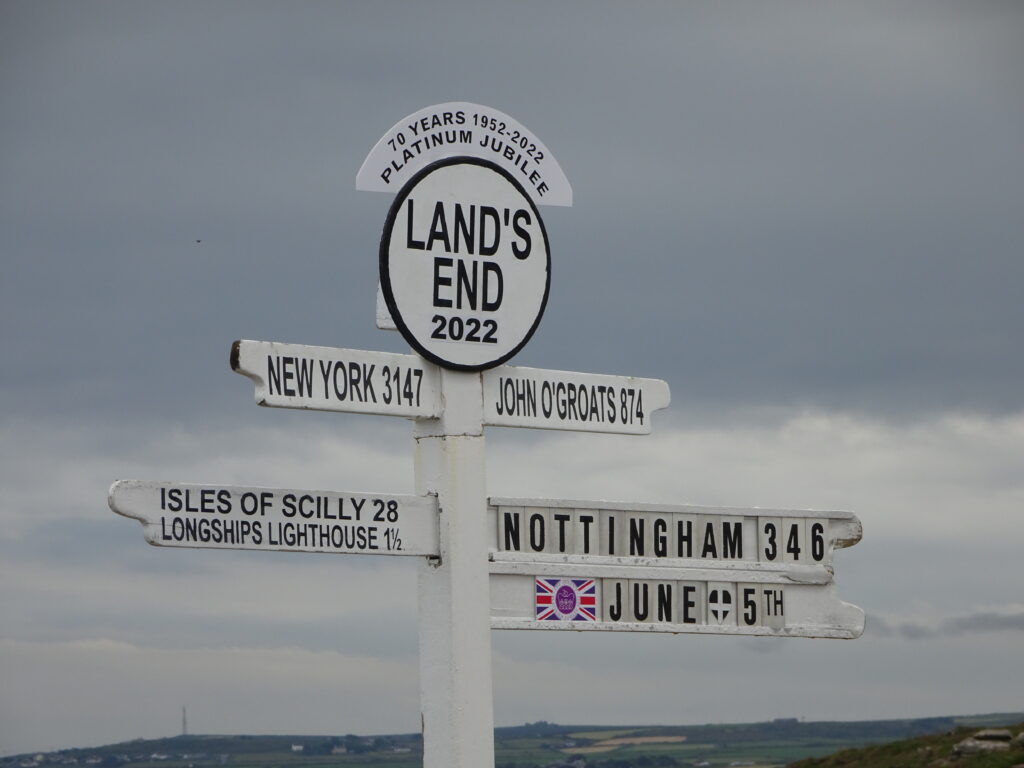 70 YEARS 1952-2022
PLATINUM JUBILEE
LAND'S
END
2022
NEW YORK 3147
JOHN O'GROATS 874
ISLES OF SCILLY 28
LONGSHIPS LIGHTHOUSE 1½
NOTTINGHAM 346
JUNE 5TH